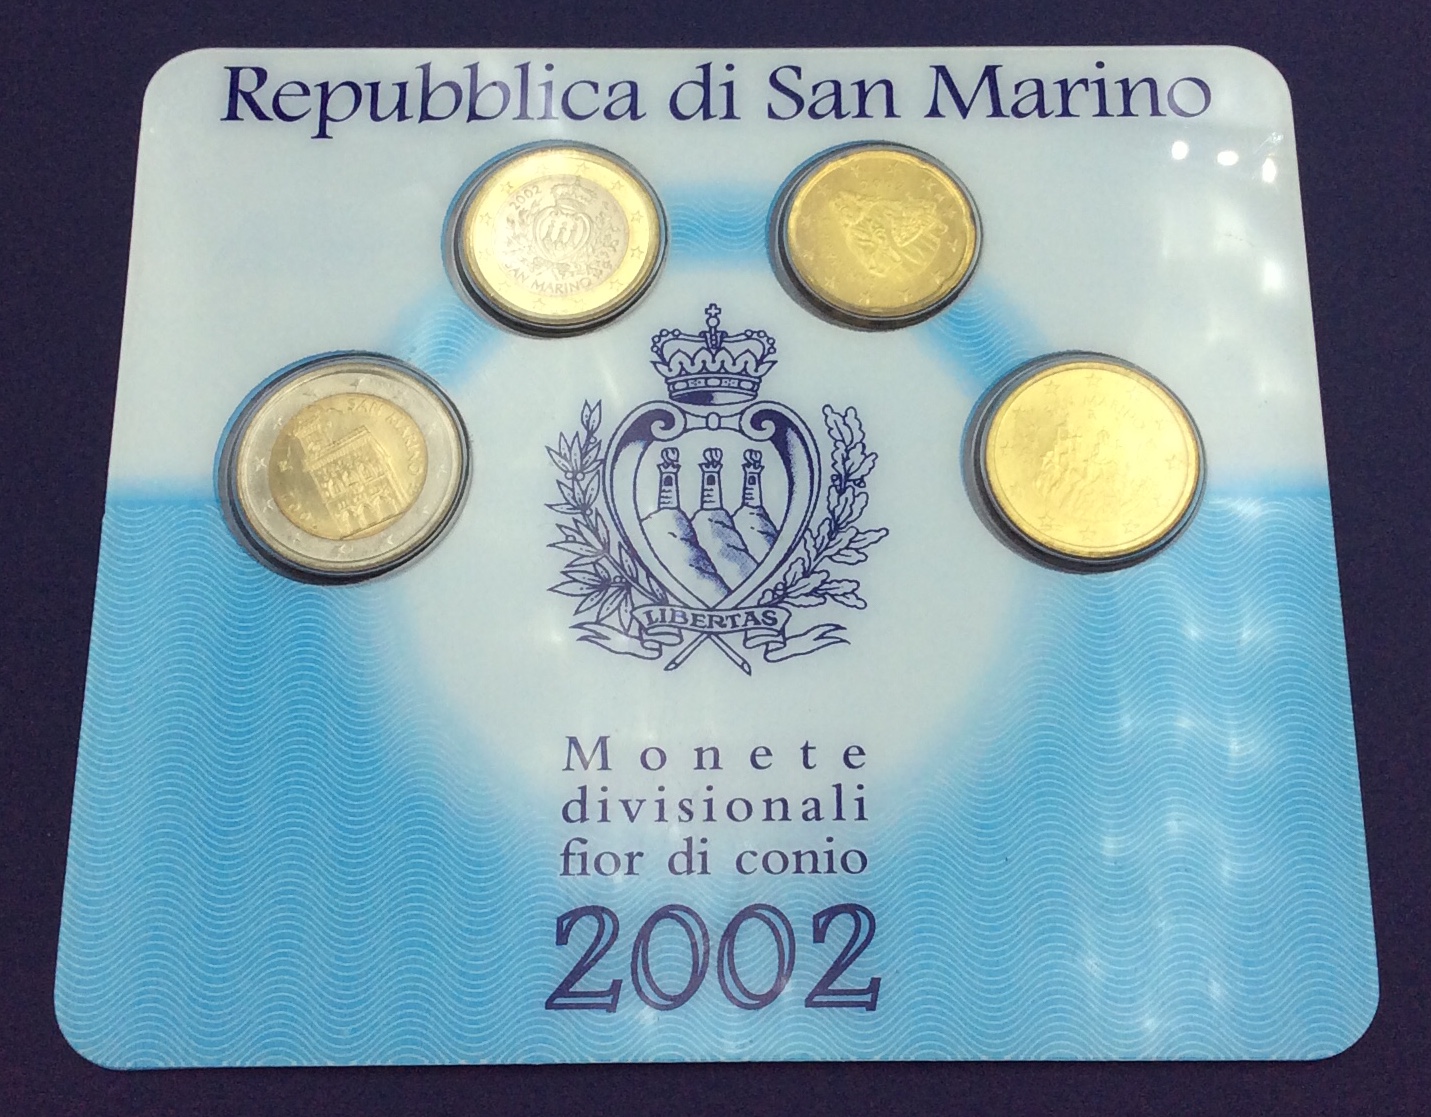 Repubblica di San Marino
2002
SAN MARINO
SAN MARINO
LIBERTAS
Monete
divisionali
fior di conio
2002